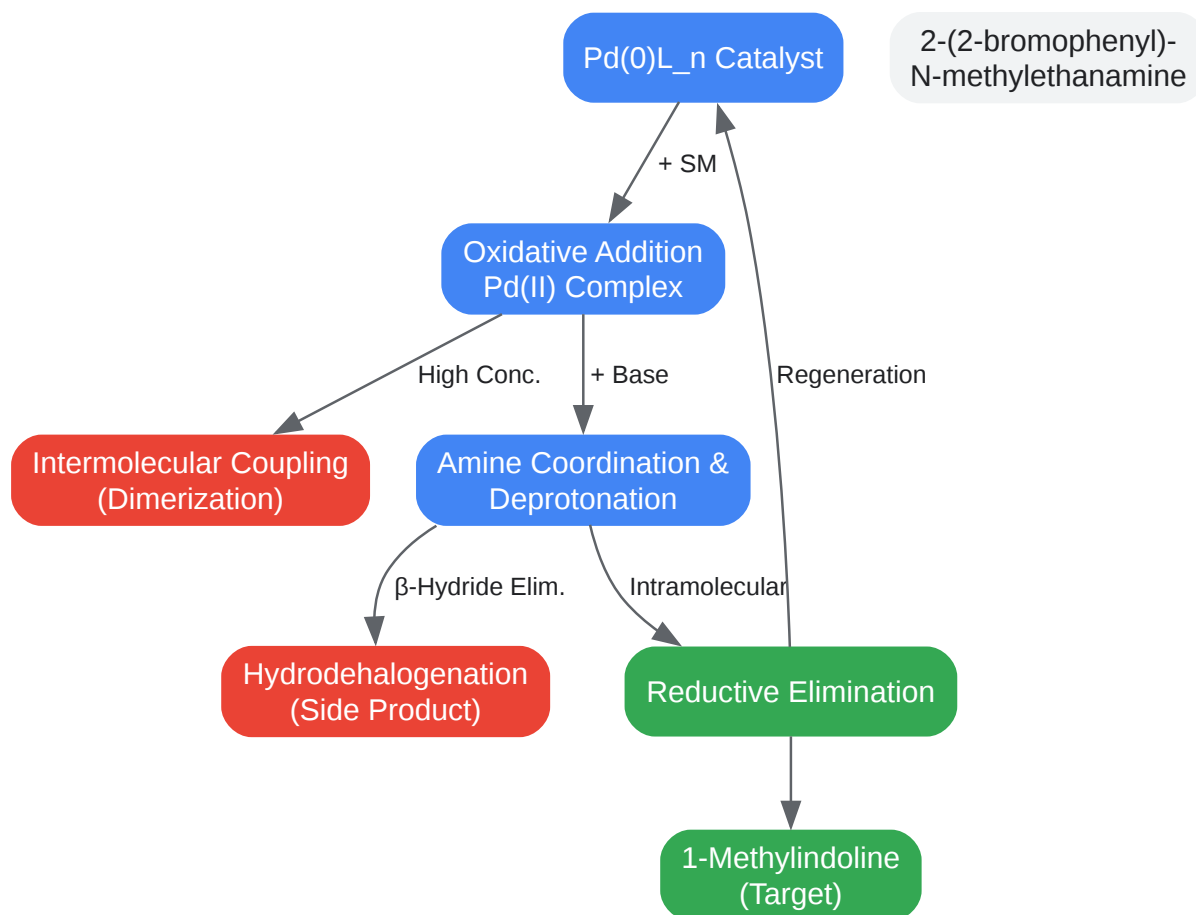 Pd(0)L_n Catalyst
2-(2-bromophenyl)-
N-methylethanamine
+ SM
Oxidative Addition
Pd(II) Complex
High Conc.
+ Base
Regeneration
Intermolecular Coupling
(Dimerization)
Amine Coordination &
Deprotonation
β-Hydride Elim.
Intramolecular
Hydrodehalogenation
(Side Product)
Reductive Elimination
1-Methylindoline
(Target)